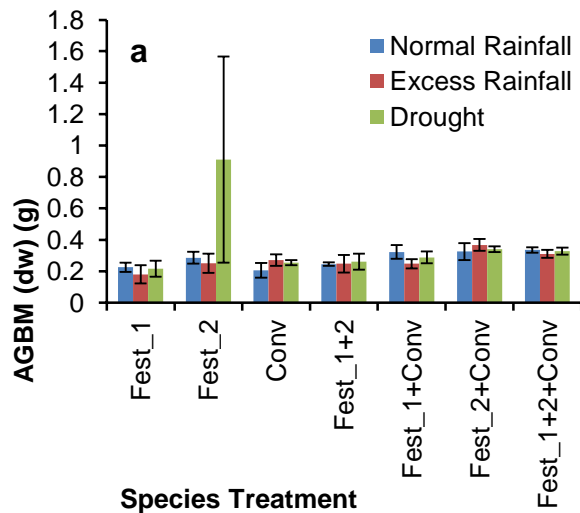 a
Normal Rainfall
Excess Rainfall
Drought
AGBM (dw) (g)
1.8
1.6
1.4
1.2
1
0.8
0.6
0.4
0.2
0
Fest_1
Fest_2
Conv
Fest_1+2
Fest_1+Conv
Fest_2+Conv
Fest_1+2+Conv
Species Treatment